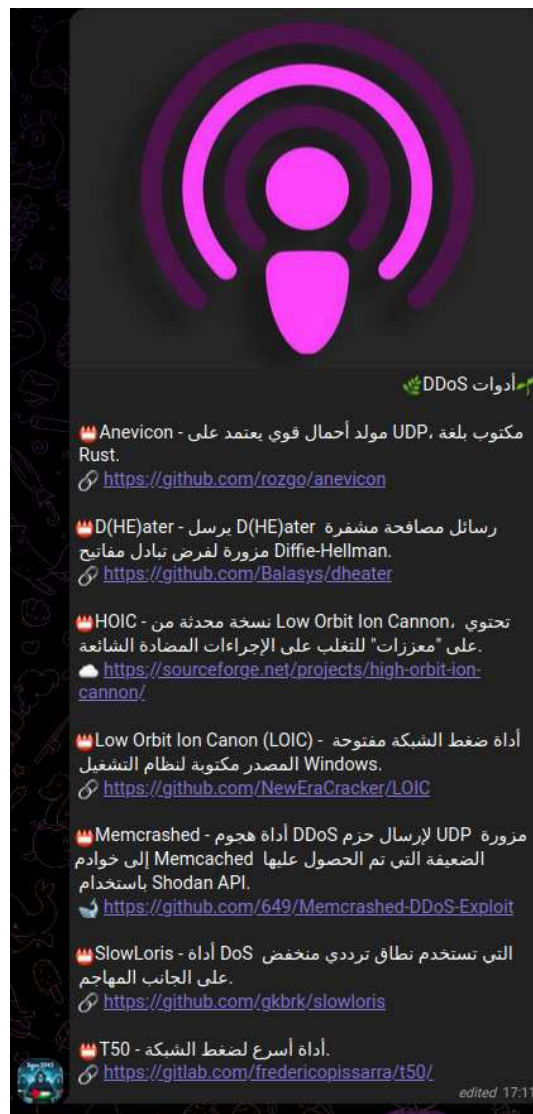 🌱أدوات DDoS🌿
📛Anevicon - مولد أحمال قوي يعتمد على UDP، مكتوب بلغة
Rust.
🔗 https://github.com/rozgo/anevicon
📛D(HE)ater - يرسل D(HE)ater رسائل مصافحة مشفرة
مزورة لفرض تبادل مفاتيح Diffie-Hellman.
🔗 https://github.com/Balasys/dheater
📛HOIC - نسخة محدثة من Low Orbit Ion Cannon، تحتوي
على "معززات" للتغلب على الإجراءات المضادة الشائعة.
☁️ https://sourceforge.net/projects/high-orbit-ion-
cannon/
📛Low Orbit Ion Canon (LOIC) - أداة ضغط الشبكة مفتوحة
المصدر مكتوبة لنظام التشغيل Windows.
🔗 https://github.com/NewEraCracker/LOIC
📛Memcrashed - أداة هجوم DDoS لإرسال حزم UDP مزورة
إلى خوادم Memcached الضعيفة التي تم الحصول عليها
باستخدام Shodan API.
🐋 https://github.com/649/Memcrashed-DDoS-Exploit
📛SlowLoris - أداة DoS التي تستخدم نطاق ترددي منخفض
على الجانب المهاجم.
🔗 https://github.com/gkbrk/slowloris
📛T50 - أداة أسرع لضغط الشبكة.
🔗 https://gitlab.com/fredericopissarra/t50/
edited 17:11